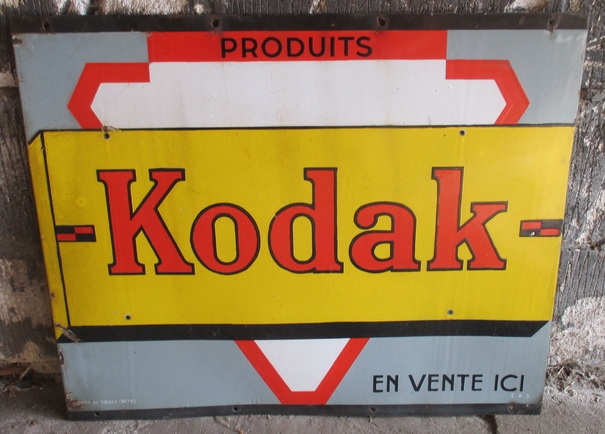 PRODUITS
Kodak
EN VENTE ICI